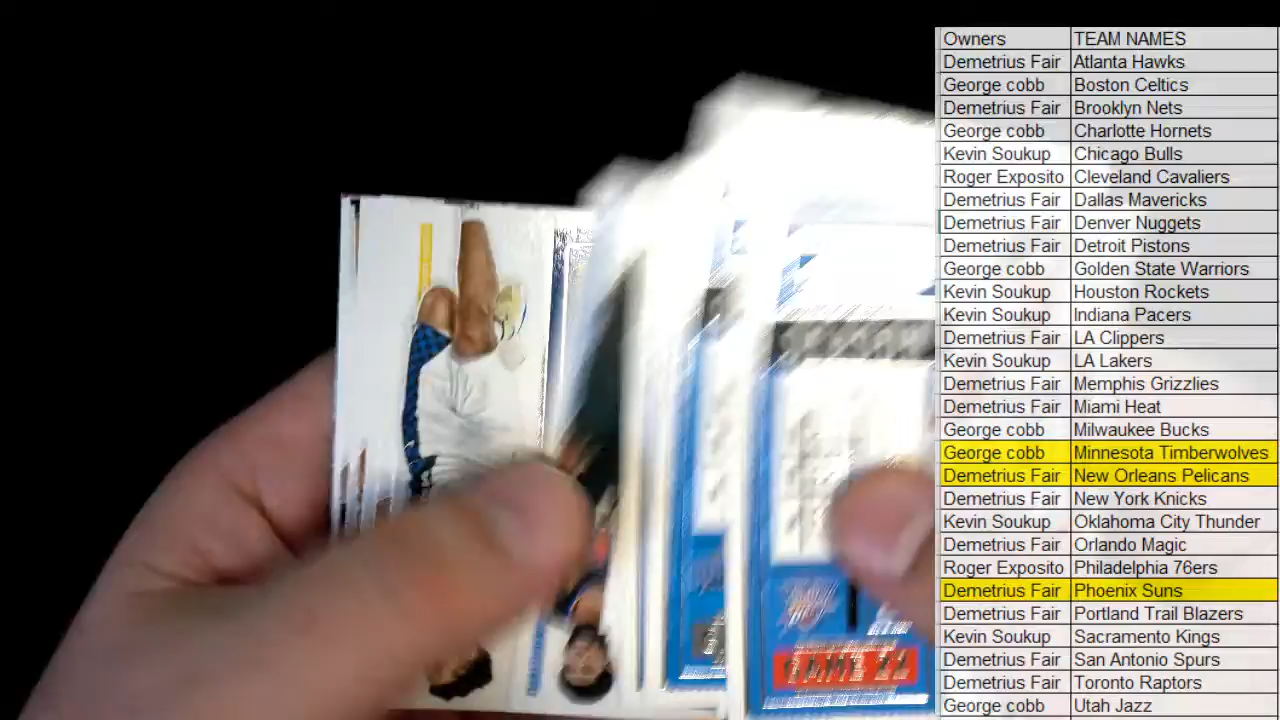 Owners TEAM NAMES
Demetrius Fair Atlanta Hawks
George cobb Boston Celtics
Demetrius Fair Brooklyn Nets
George cobb Charlotte Hornets
Kevin Soukup Chicago Bulls
Roger Exposito Cleveland Cavaliers
Demetrius Fair Dallas Mavericks
Demetrius Fair Denver Nuggets
Demetrius Fair Detroit Pistons
George cobb Golden State Warriors
Kevin Soukup Houston Rockets
Kevin Soukup Indiana Pacers
Demetrius Fair LA Clippers
Kevin Soukup LA Lakers
Demetrius Fair Memphis Grizzlies
Demetrius Fair Miami Heat
George cobb Milwaukee Bucks
George cobb Minnesota Timberwolves
Demetrius Fair New Orleans Pelicans
Demetrius Fair New York Knicks
Kevin Soukup Oklahoma City Thunder
Demetrius Fair Orlando Magic
Roger Exposito Philadelphia 76ers
Demetrius Fair Phoenix Suns
Demetrius Fair Portland Trail Blazers
Kevin Soukup Sacramento Kings
Demetrius Fair San Antonio Spurs
Demetrius Fair Toronto Raptors
George cobb Utah Jazz
GAME